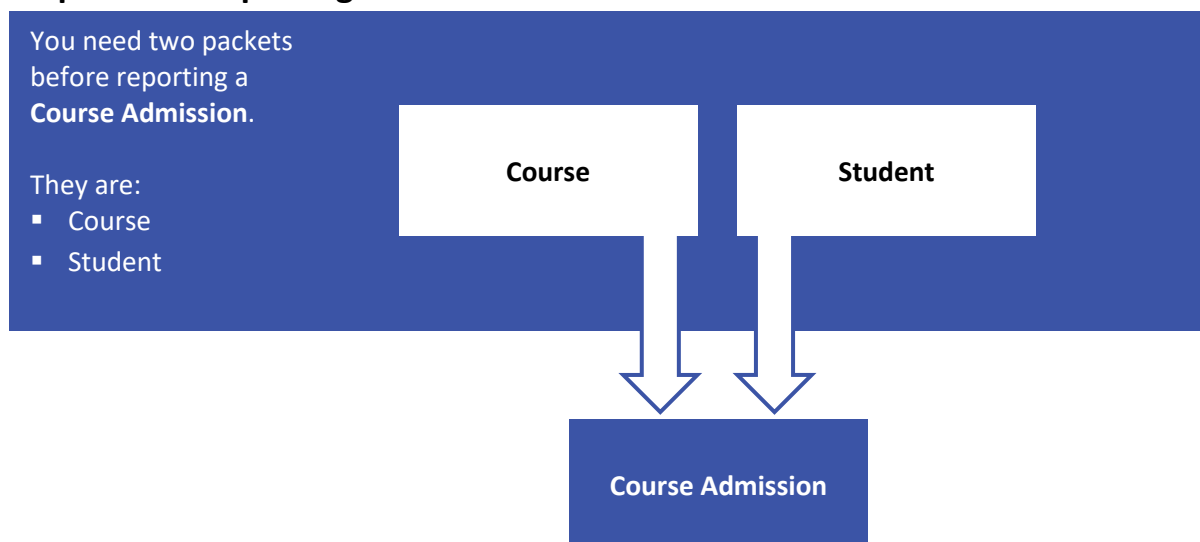 You need two packets
before reporting a
Course Admission.
They are:
▪ Course
▪ Student
Course
Student
Course Admission